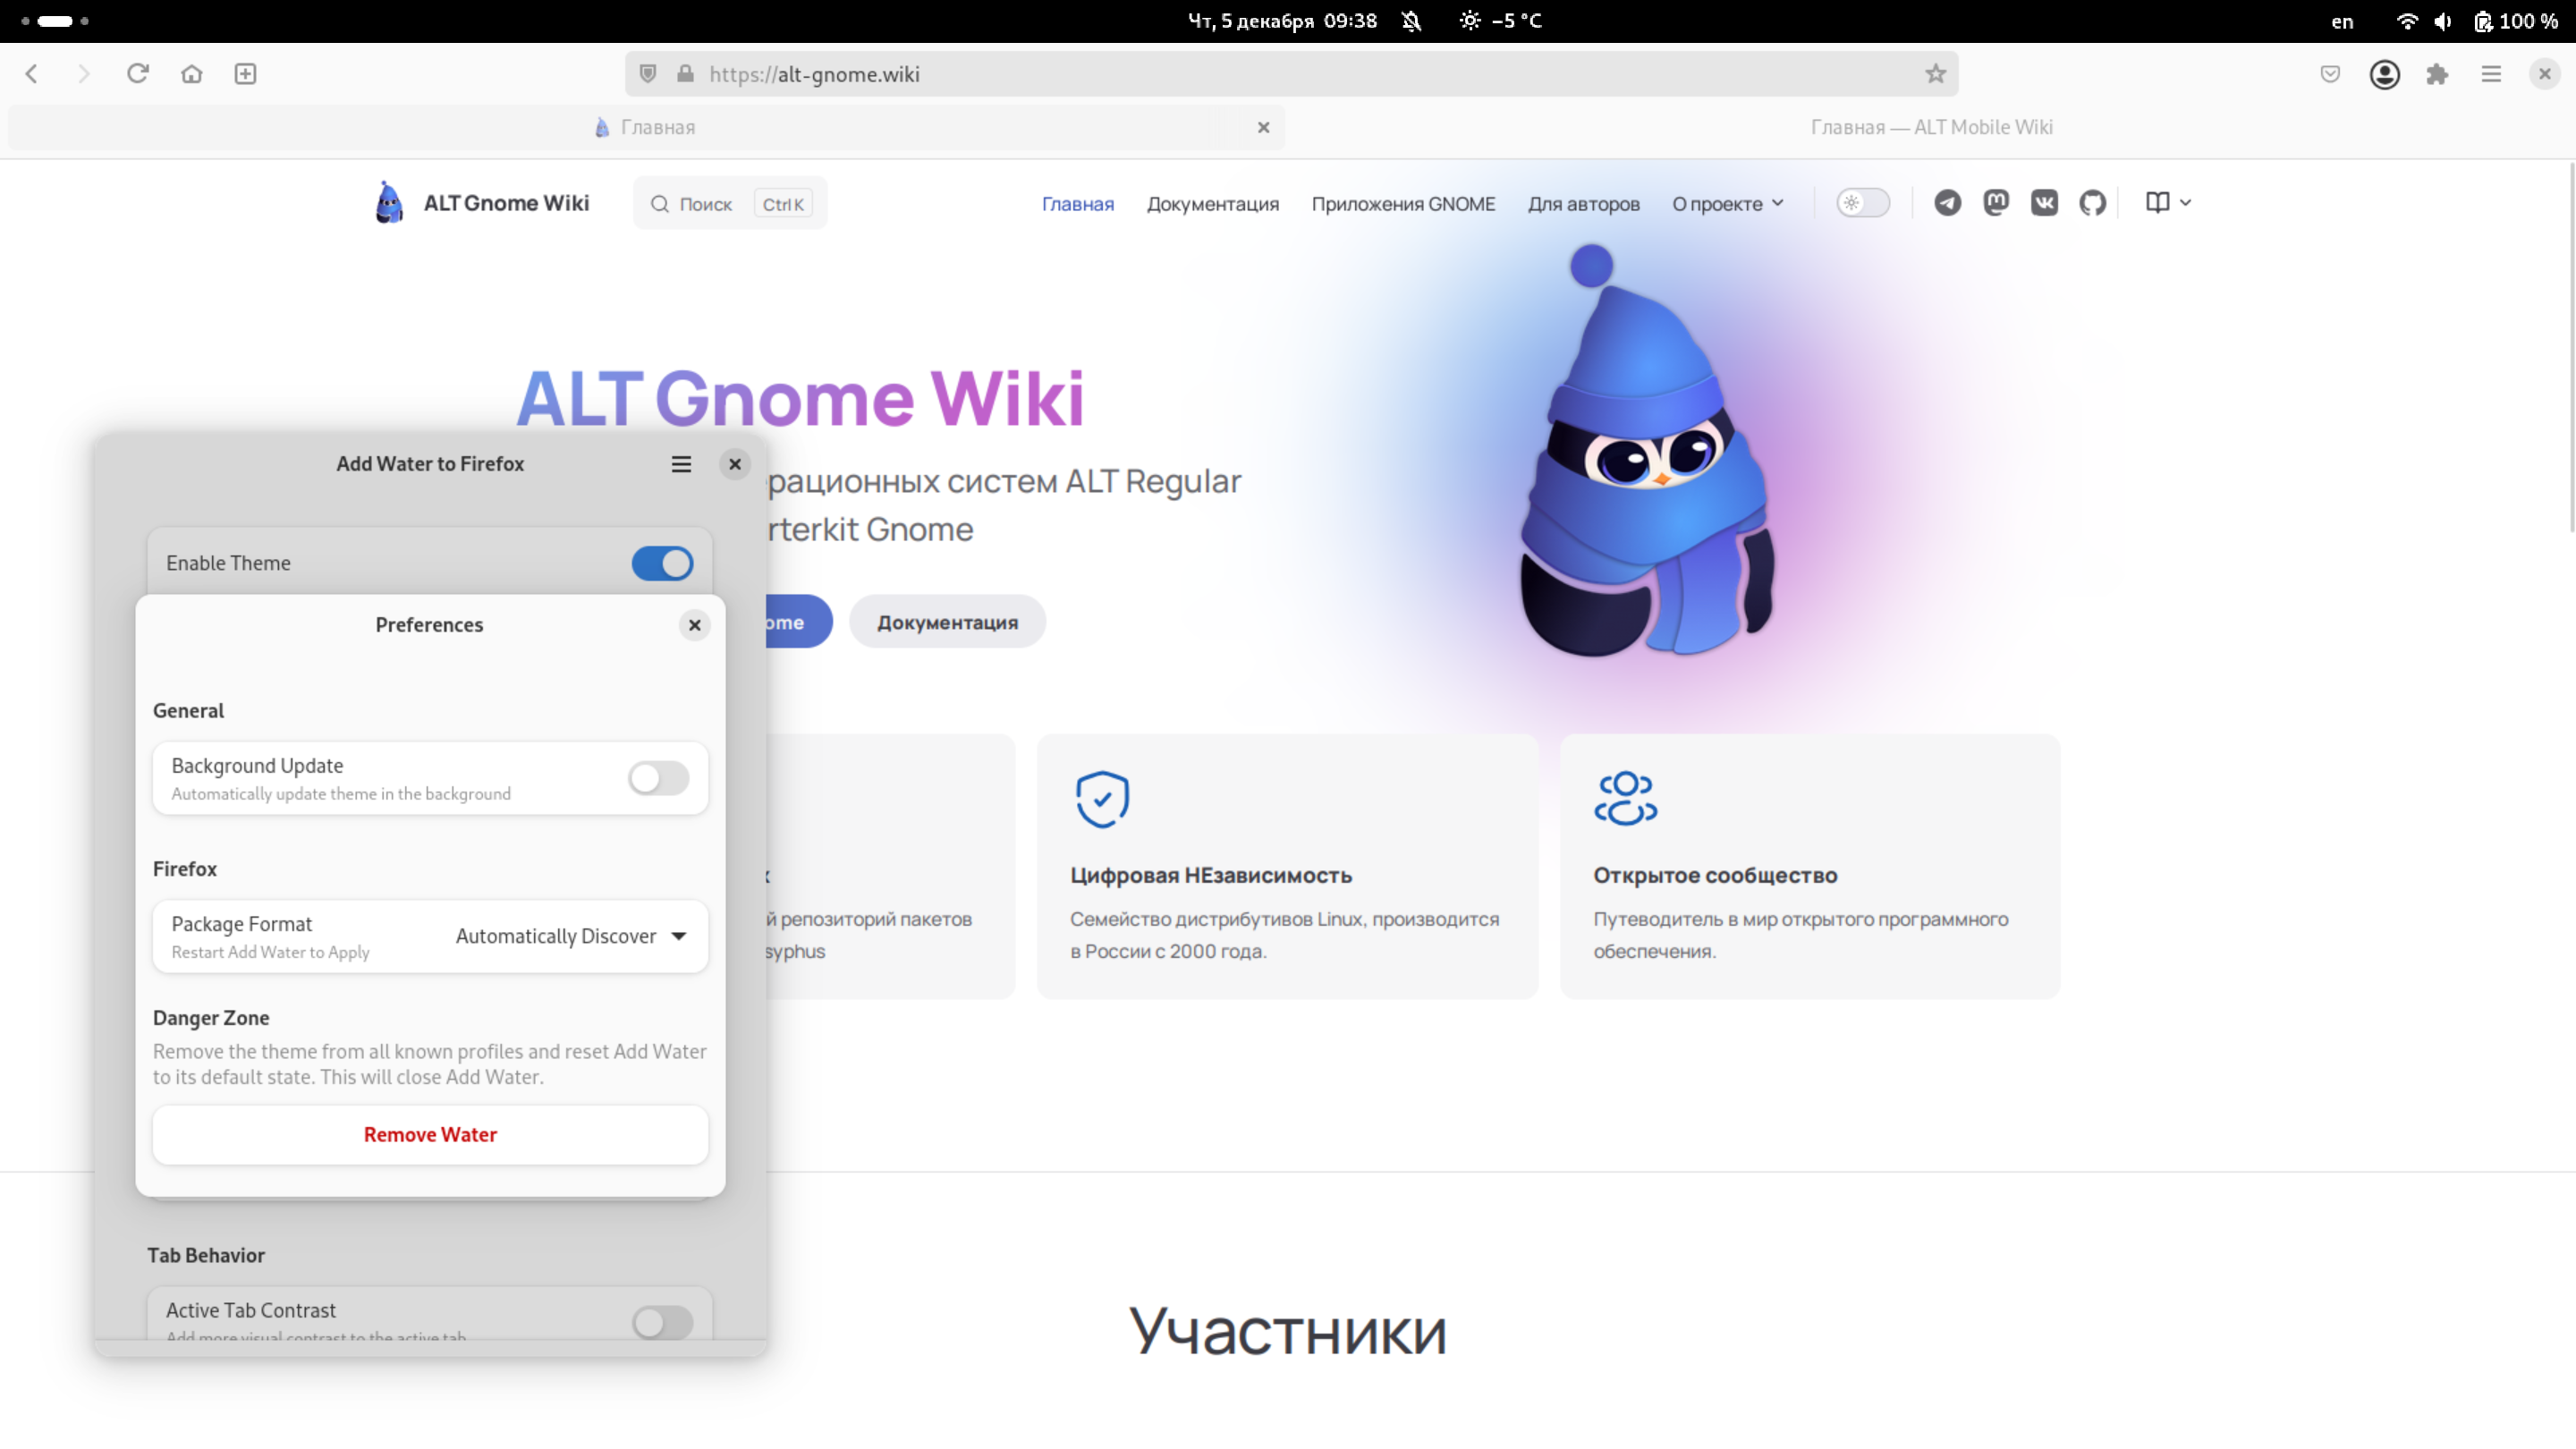 Чт, 5 декабря 09:38
–5 °C
en
100 %
https://alt-gnome.wiki
Главная
Главная — ALT Mobile Wiki
ALT Gnome Wiki
Поиск
Ctrl K
Главная
Документация
Приложения GNOME
Для авторов
О проекте
ALT Gnome Wiki
рационных систем ALT Regular
rterkit Gnome
ome
Документация
Add Water to Firefox
Enable Theme
Preferences
General
Background Update
Automatically update theme in the background
Firefox
Package Format
Restart Add Water to Apply
Automatically Discover
Danger Zone
Remove the theme from all known profiles and reset Add Water
to its default state. This will close Add Water.
Remove Water
Tab Behavior
Active Tab Contrast
Add more visual contrast to the active tab
й репозиторий пакетов
syphus
Цифровая НЕзависимость
Семейство дистрибутивов Linux, производится
в России с 2000 года.
Открытое сообщество
Путеводитель в мир открытого программного
обеспечения.
Участники